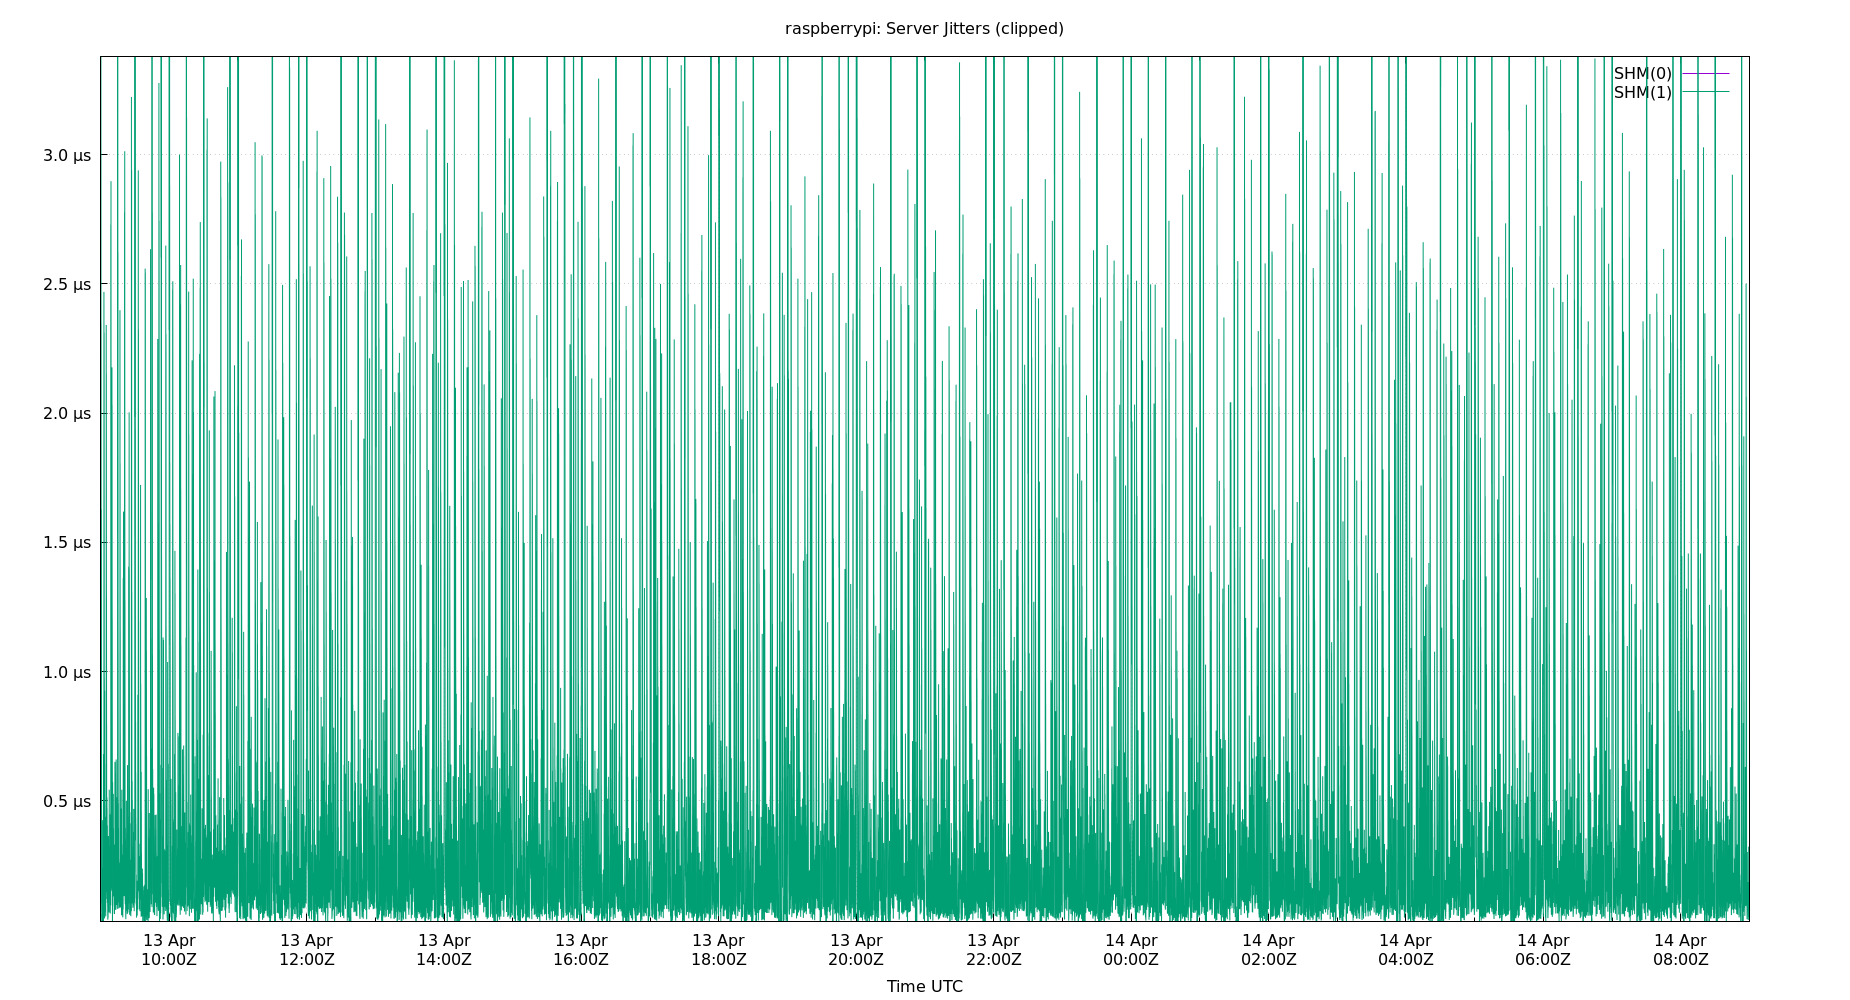 raspberrypi: Server Jitters (clipped)
SHM(0)
SHM(1)
3.0 µs
2.5 µs
2.0 µs
1.5 µs
1.0 µs
0.5 µs
13 Apr 13 Apr 13 Apr 13 Apr 13 Apr 13 Apr 13 Apr 14 Apr 14 Apr 14 Apr 14 Apr 14 Apr
10:00Z 12:00Z 14:00Z 16:00Z 18:00Z 20:00Z 22:00Z 00:00Z 02:00Z 04:00Z 06:00Z 08:00Z
Time UTC